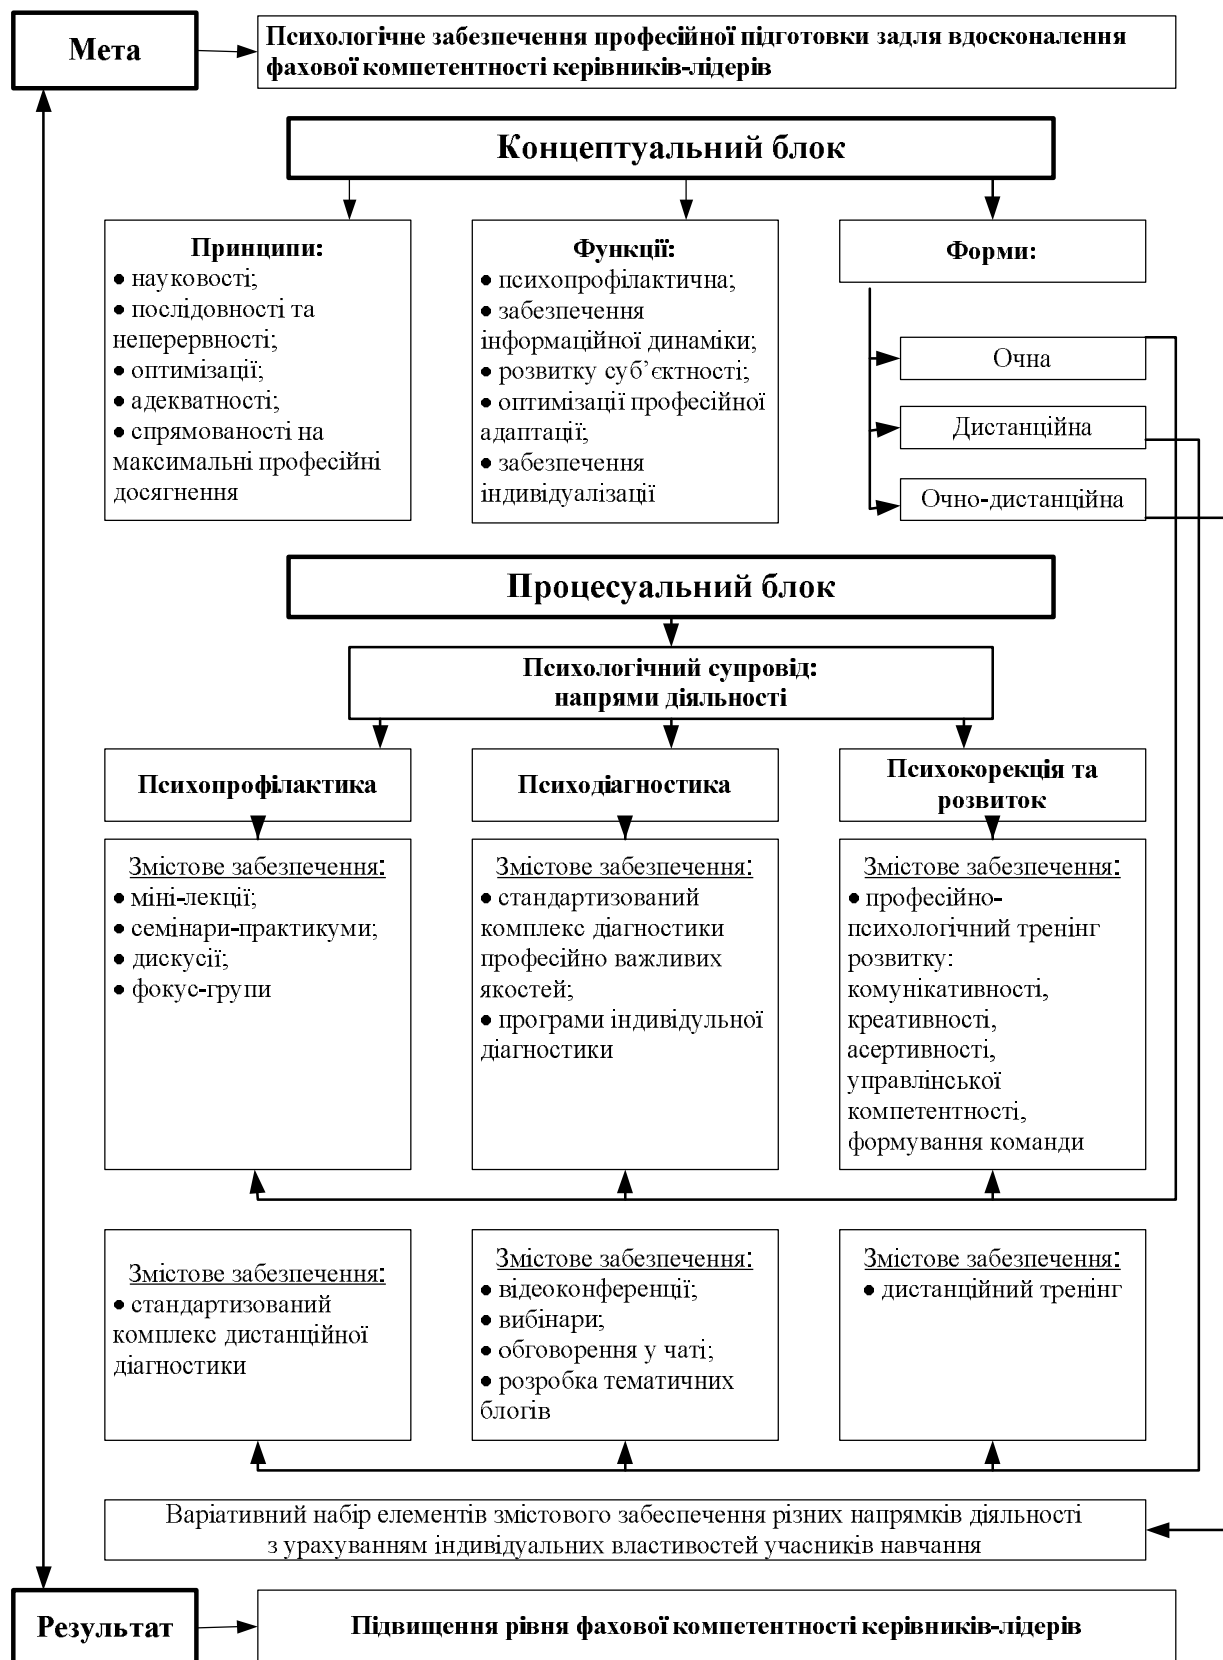 Мета
Психологічне забезпечення професійної підготовки задля вдосконалення
фахової компетентності керівників-лідерів
Концептуальний блок
Принципи:
● науковості;
● послідовності та
неперервності;
● оптимізації;
● адекватності;
● спрямованості на
максимальні професійні
досягнення
Функції:
● психопрофілактична;
● забезпечення
інформаційної динаміки;
● розвитку суб’єктності;
● оптимізації професійної
адаптації;
● забезпечення
індивідуалізації
Форми:
Очна
Дистанційна
Очно-дистанційна
Процесуальний блок
Психологічний супровід:
напрями діяльності
Психопрофілактика
Психодіагностика
Психокорекція та
розвиток
Змістове забезпечення:
● міні-лекції;
● семінари-практикуми;
● дискусії;
● фокус-групи
Змістове забезпечення:
● стандартизований
комплекс діагностики
професійно важливих
якостей;
● програми індивідульної
діагностики
Змістове забезпечення:
● професійно-
психологічний тренінг
розвитку:
комунікативності,
креативності,
асертивності,
управлінської
компетентності,
формування команди
Змістове забезпечення:
● стандартизований
комплекс дистанційної
діагностики
Змістове забезпечення:
● відеоконференції;
● вибінари;
● обговорення у чаті;
● розробка тематичних
блогів
Змістове забезпечення:
● дистанційний тренінг
Варіативний набір елементів змістового забезпечення різних напрямків діяльності
з урахуванням індивідуальних властивостей учасників навчання
Результат
Підвищення рівня фахової компетентності керівників-лідерів